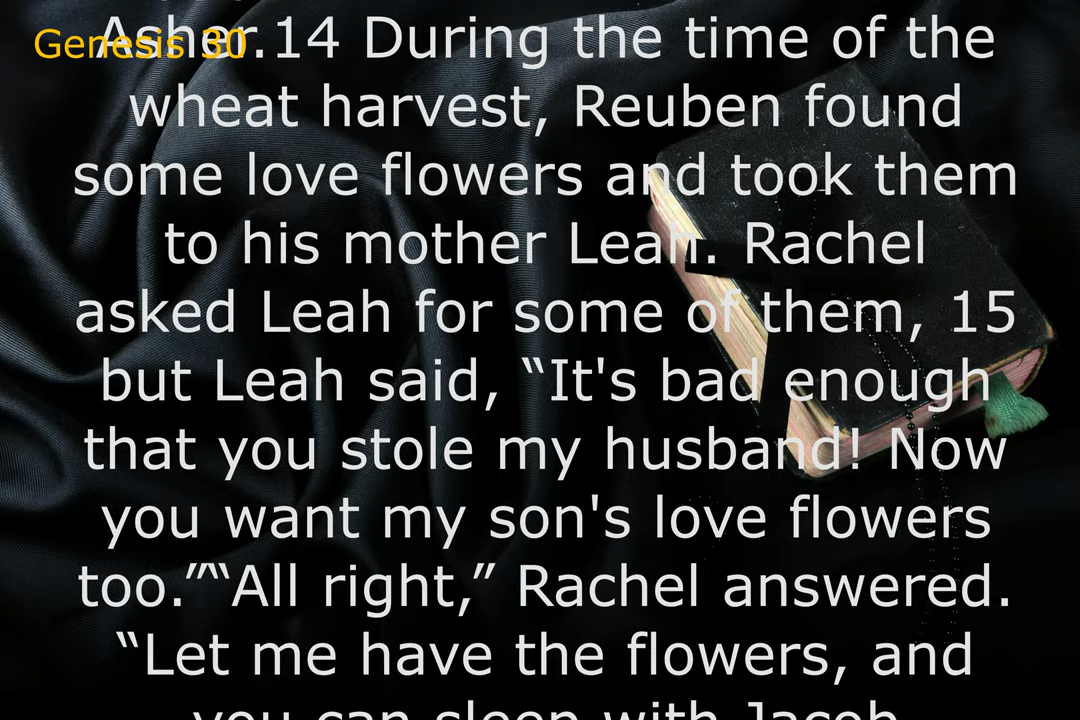 Genesis 30
Asher.14 During the time of the
wheat harvest, Reuben found
some love flowers and took them
to his mother Leah. Rachel
asked Leah for some of them, 15
but Leah said, “It's bad enough
that you stole my husband! Now
you want my son's love flowers
too.”“All right,” Rachel answered.
“Let me have the flowers, and
you can sleep with Jacob